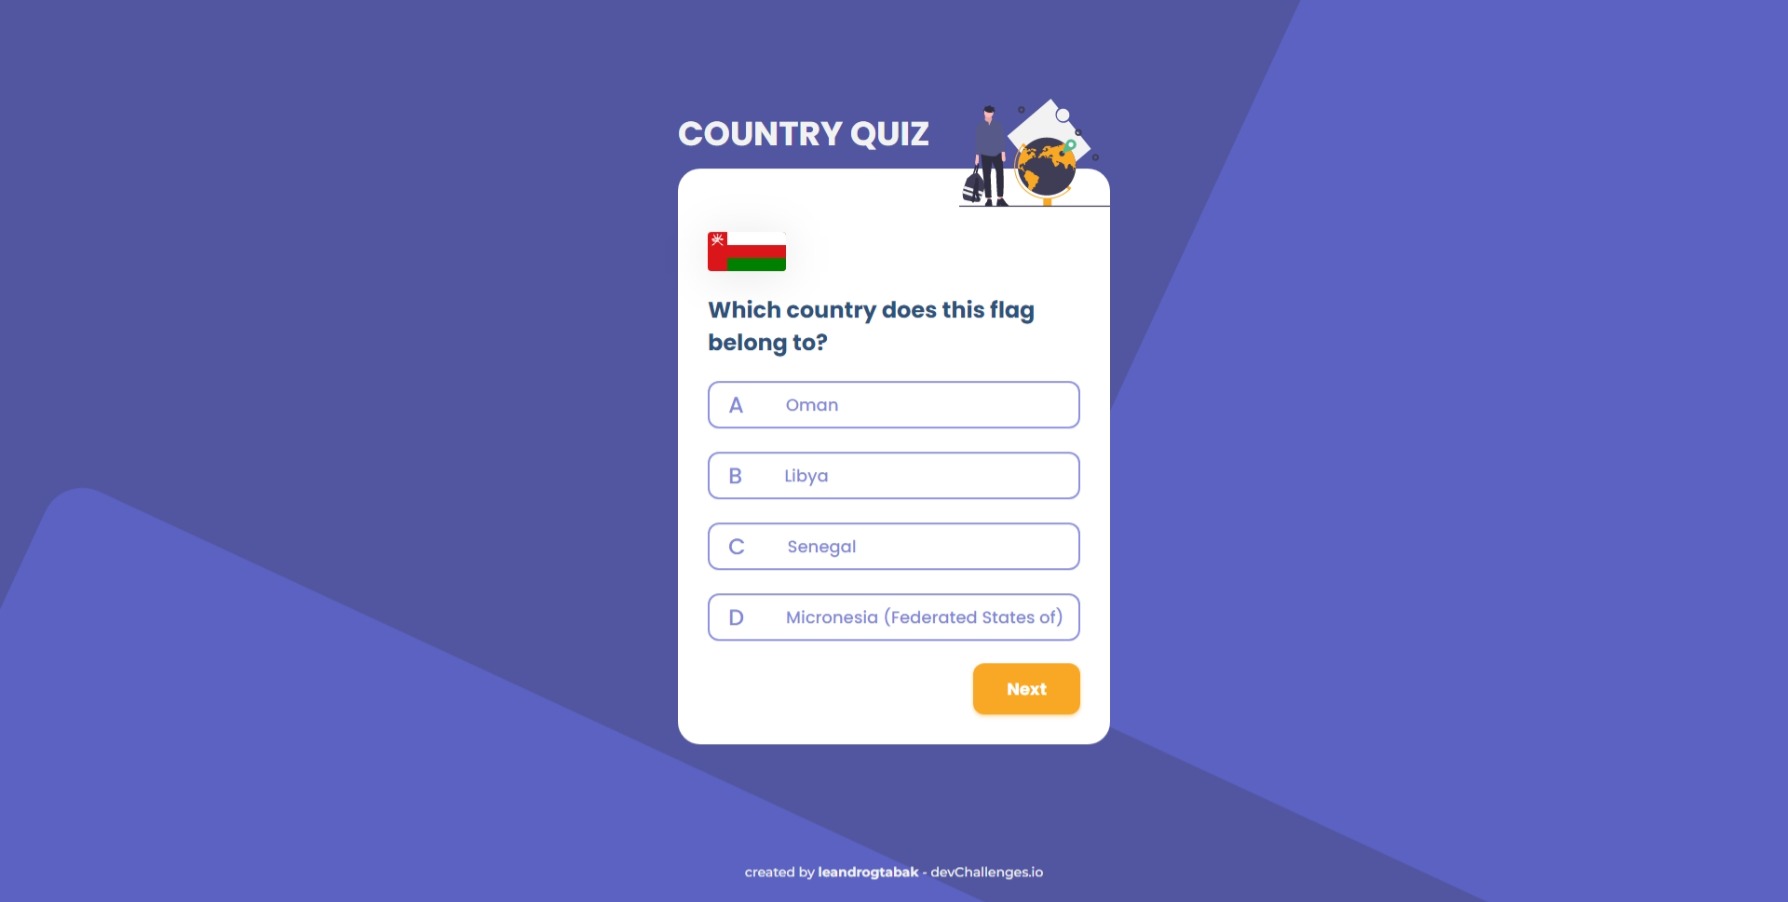 COUNTRY QUIZ
Which country does this flag
belong to?
A Oman
B Libya
C Senegal
D Micronesia (Federated States of)
Next
created by leandrogtabak - devChallenges.io